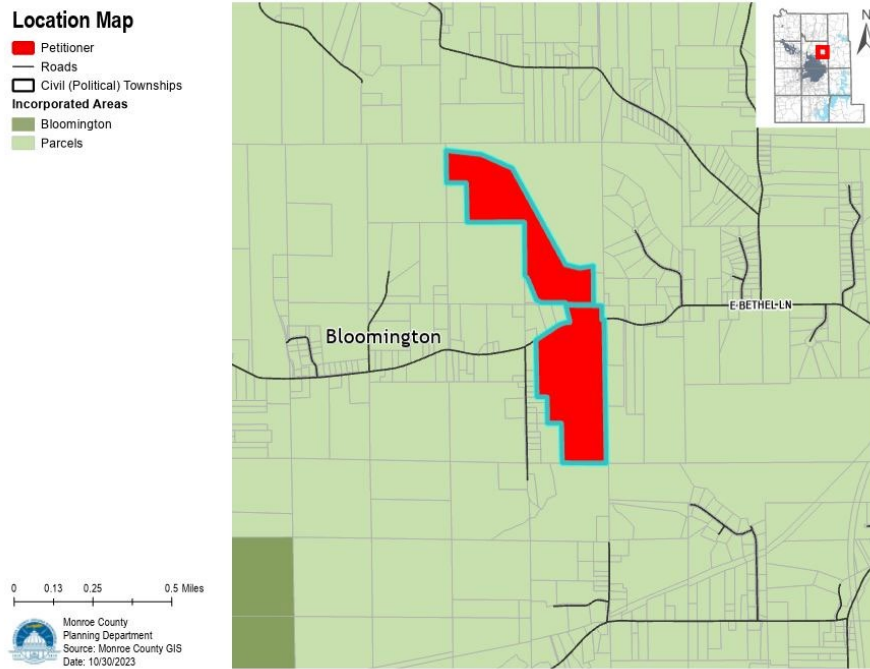 Location Map
Petitioner
Roads
Civil (Political) Townships
Incorporated Areas
Bloomington
Parcels
N
E BETHEL LN
Bloomington
0 0.13 0.25 0.5 Miles
Monroe County
Planning Department
Source: Monroe County GIS
Date: 10/30/2023